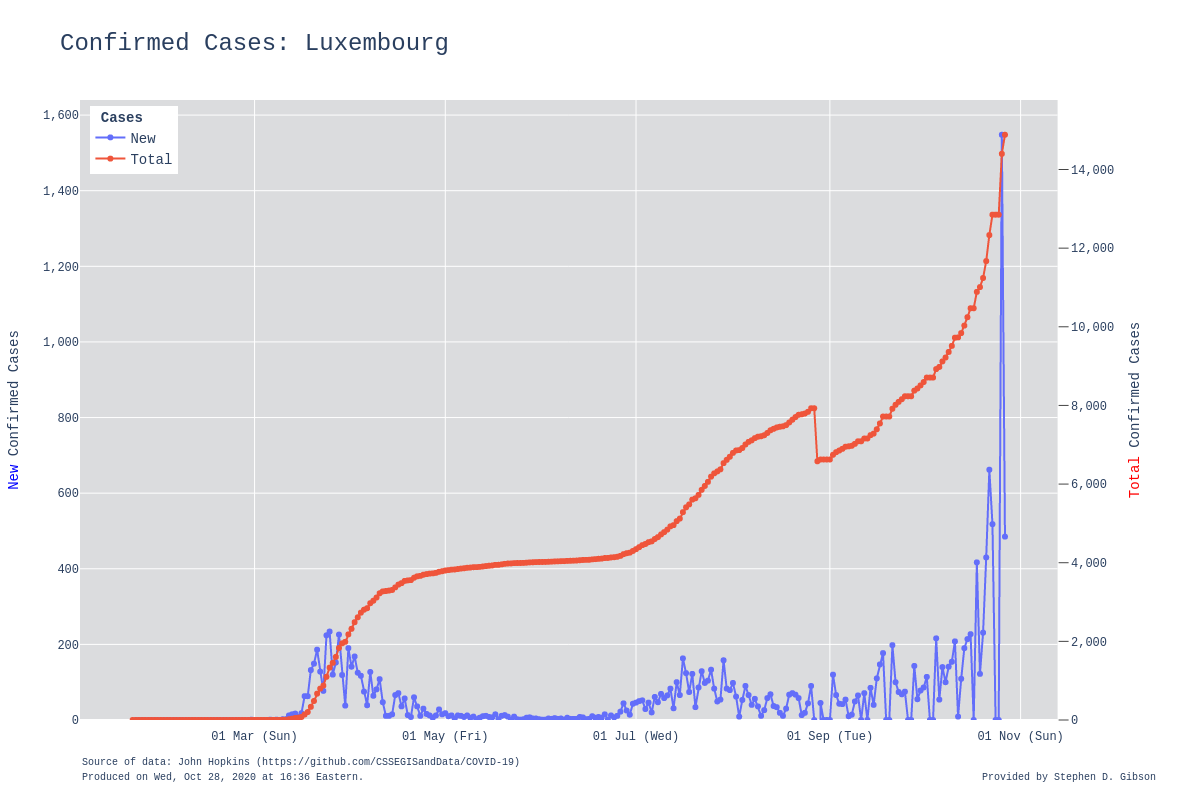 Confirmed Cases: Luxembourg
Cases
New
Total
1,600
1,400
1,200
1,000
800
600
400
200
0
14,000
12,000
10,000
8,000
6,000
4,000
2,000
0
New Confirmed Cases
Total Confirmed Cases
01 Mar (Sun)
01 May (Fri)
01 Jul (Wed)
01 Sep (Tue)
01 Nov (Sun)
Source of data: John Hopkins (https://github.com/CSSEGISandData/COVID-19)
Produced on Wed, Oct 28, 2020 at 16:36 Eastern.
Provided by Stephen D. Gibson